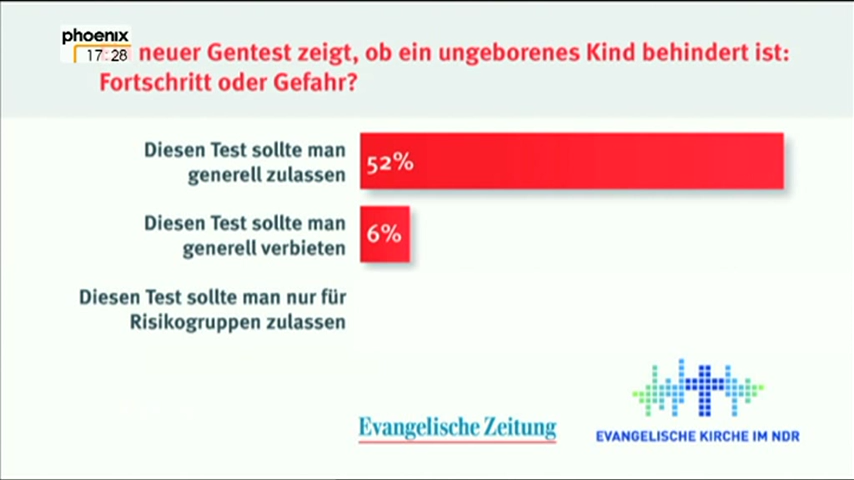 phoenix
17:28
neuer Gentest zeigt, ob ein ungeborenes Kind behindert ist:
Fortschritt oder Gefahr?
Diesen Test sollte man
generell zulassen
52%
Diesen Test sollte man
generell verbieten
6%
Diesen Test sollte man nur für
Risikogruppen zulassen
Evangelische Zeitung
EVANGELISCHE KIRCHE IM NDR